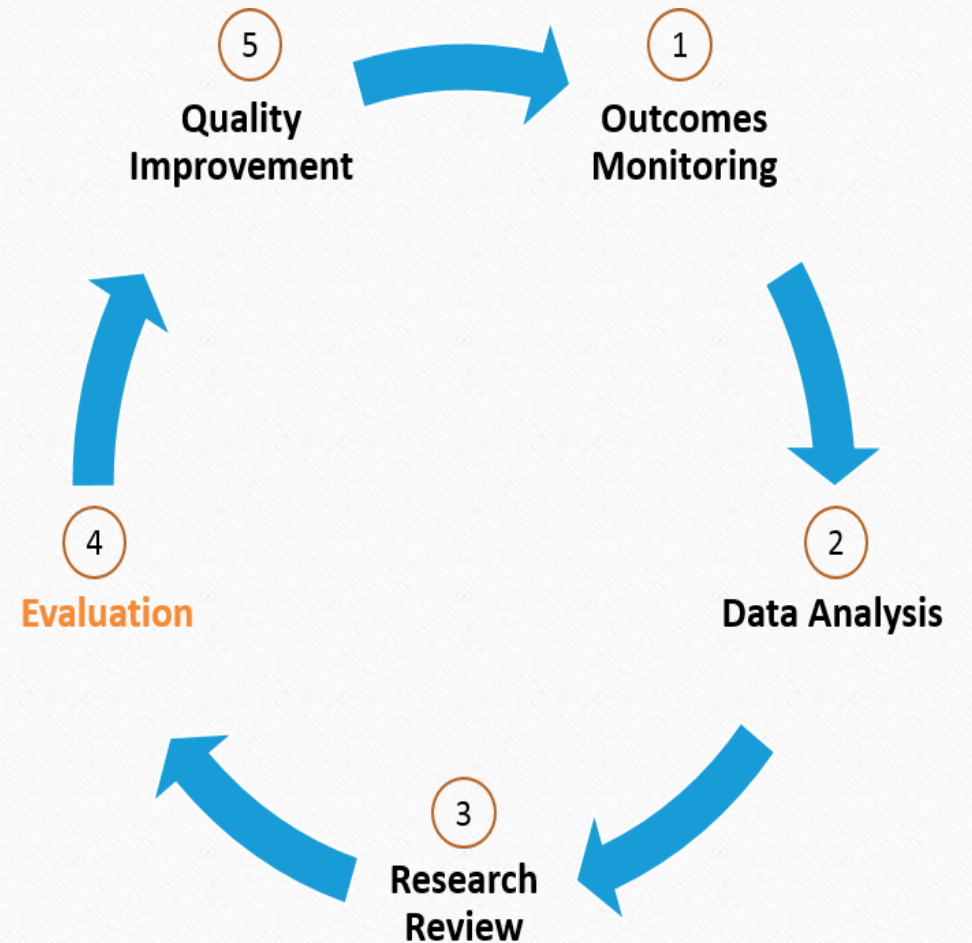 5
Quality
Improvement
1
Outcomes
Monitoring
2
Data Analysis
3
Research
Review
4
Evaluation